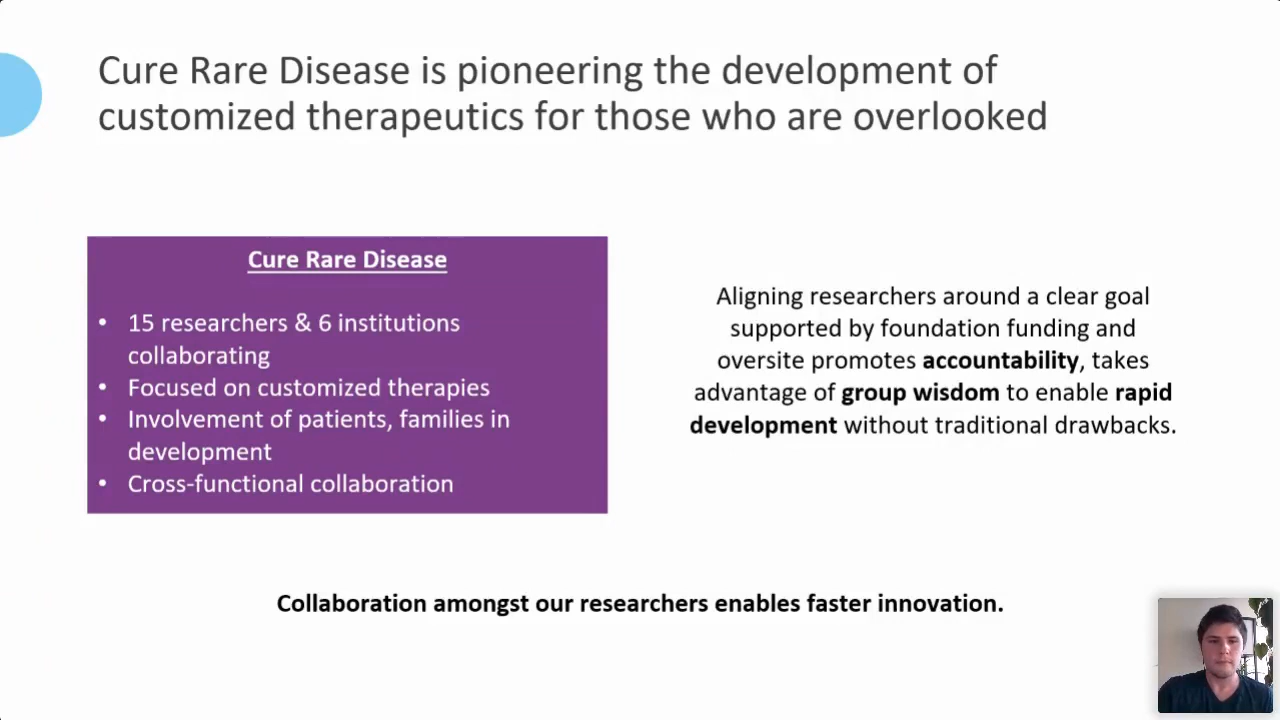 Cure Rare Disease is pioneering the development of
customized therapeutics for those who are overlooked
Cure Rare Disease
• 15 researchers & 6 institutions
collaborating
• Focused on customized therapies
• Involvement of patients, families in
development
• Cross-functional collaboration
Aligning researchers around a clear goal
supported by foundation funding and
oversite promotes accountability, takes
advantage of group wisdom to enable rapid
development without traditional drawbacks.
Collaboration amongst our researchers enables faster innovation.